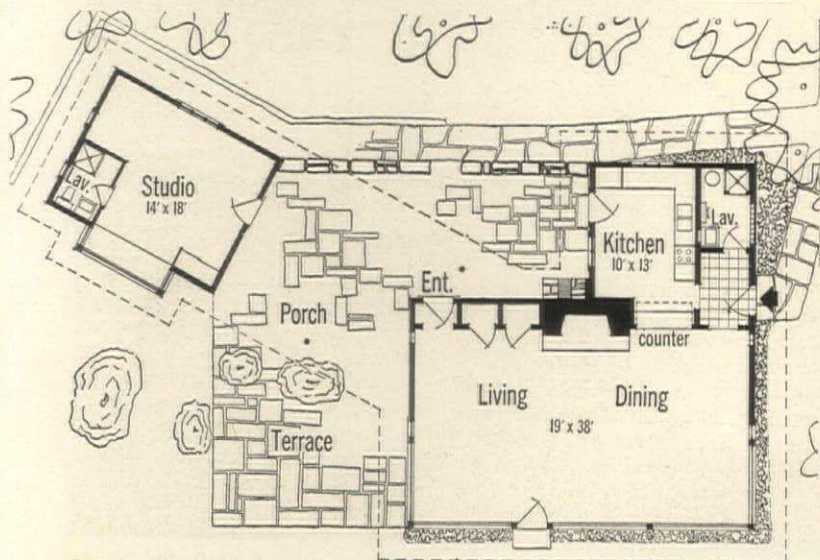 Lav.
Studio
14' x 18'
Lav.
Kitchen
10' x 13'
Ent.
Porch
counter
Living
Dining
19' x 38'
Terrace